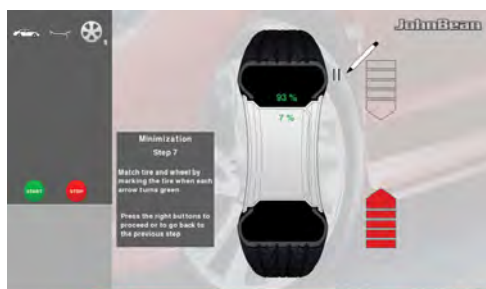 JohnBean
5
93 %
7 %
Minimization
Step 7
Match tire and wheel by
marking the tire when each
arrow turns green
START STOP
Press the right buttons to
proceed or to go back to
the previous step